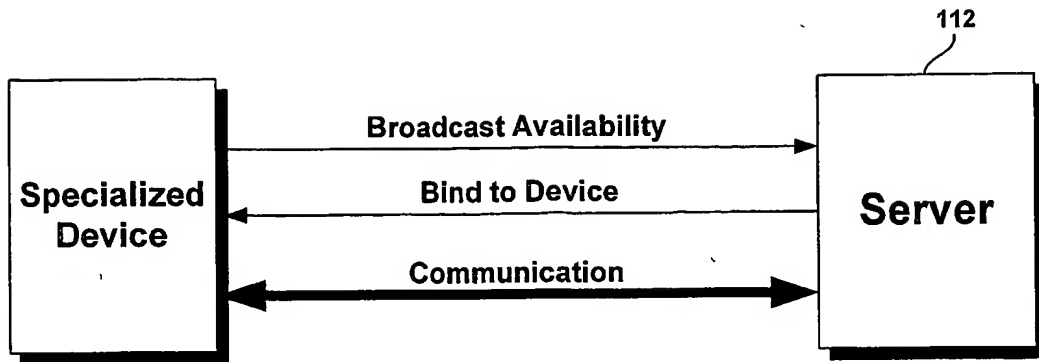 112
Broadcast Availability
Specialized
Device
Bind to Device
Server
Communication